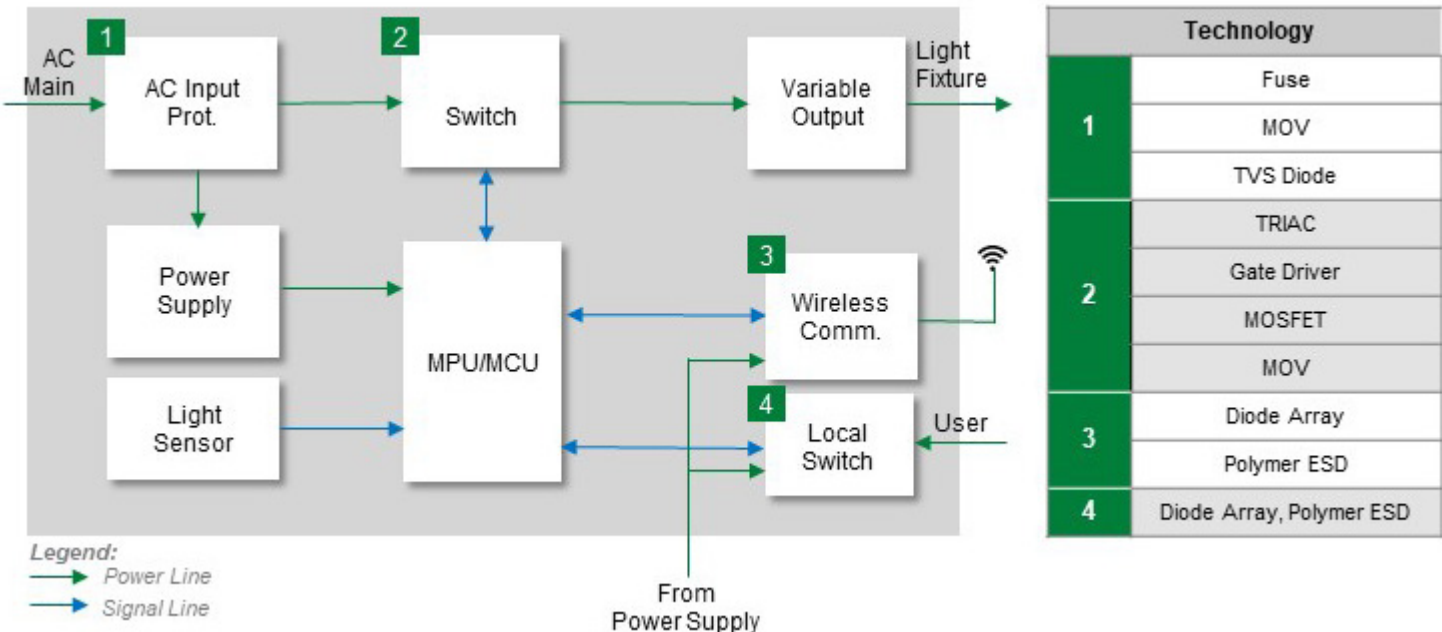 1
AC
Main
AC Input
Prot.
2
Switch
Variable
Output
Light
Fixture
Power
Supply
MPU/MCU
3
Wireless
Comm.
Light
Sensor
4
Local
Switch
User
From
Power Supply
Legend:
Power Line
Signal Line
Technology
1
Fuse
MOV
TVS Diode
2
TRIAC
Gate Driver
MOSFET
MOV
3
Diode Array
Polymer ESD
4
Diode Array, Polymer ESD